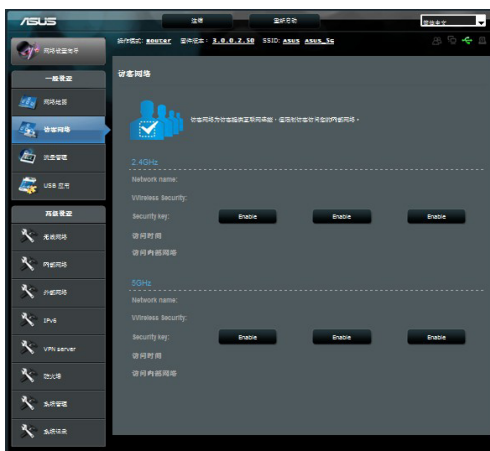 ASUS
注销 重新启动 简体中文
操作模式: Router 固件版本: 3.0.0.2.50 SSID: ASUS ASUS_5G
网络设置向导
一般设定
网络地图
访客网络
流量管理
USB 应用
高级设定
无线网络
内部网络
外部网络
IPv6
VPN server
防火墙
系统管理
系统记录
访客网络
访客网络为访客提供互联网连接,但限制访客访问您的内部网络。
2.4GHz
Network name:
Wireless Security:
Security key: Enable Enable Enable
访问时间
访问内部网络
5GHz
Network name:
Wireless Security:
Security key: Enable Enable Enable
访问时间
访问内部网络